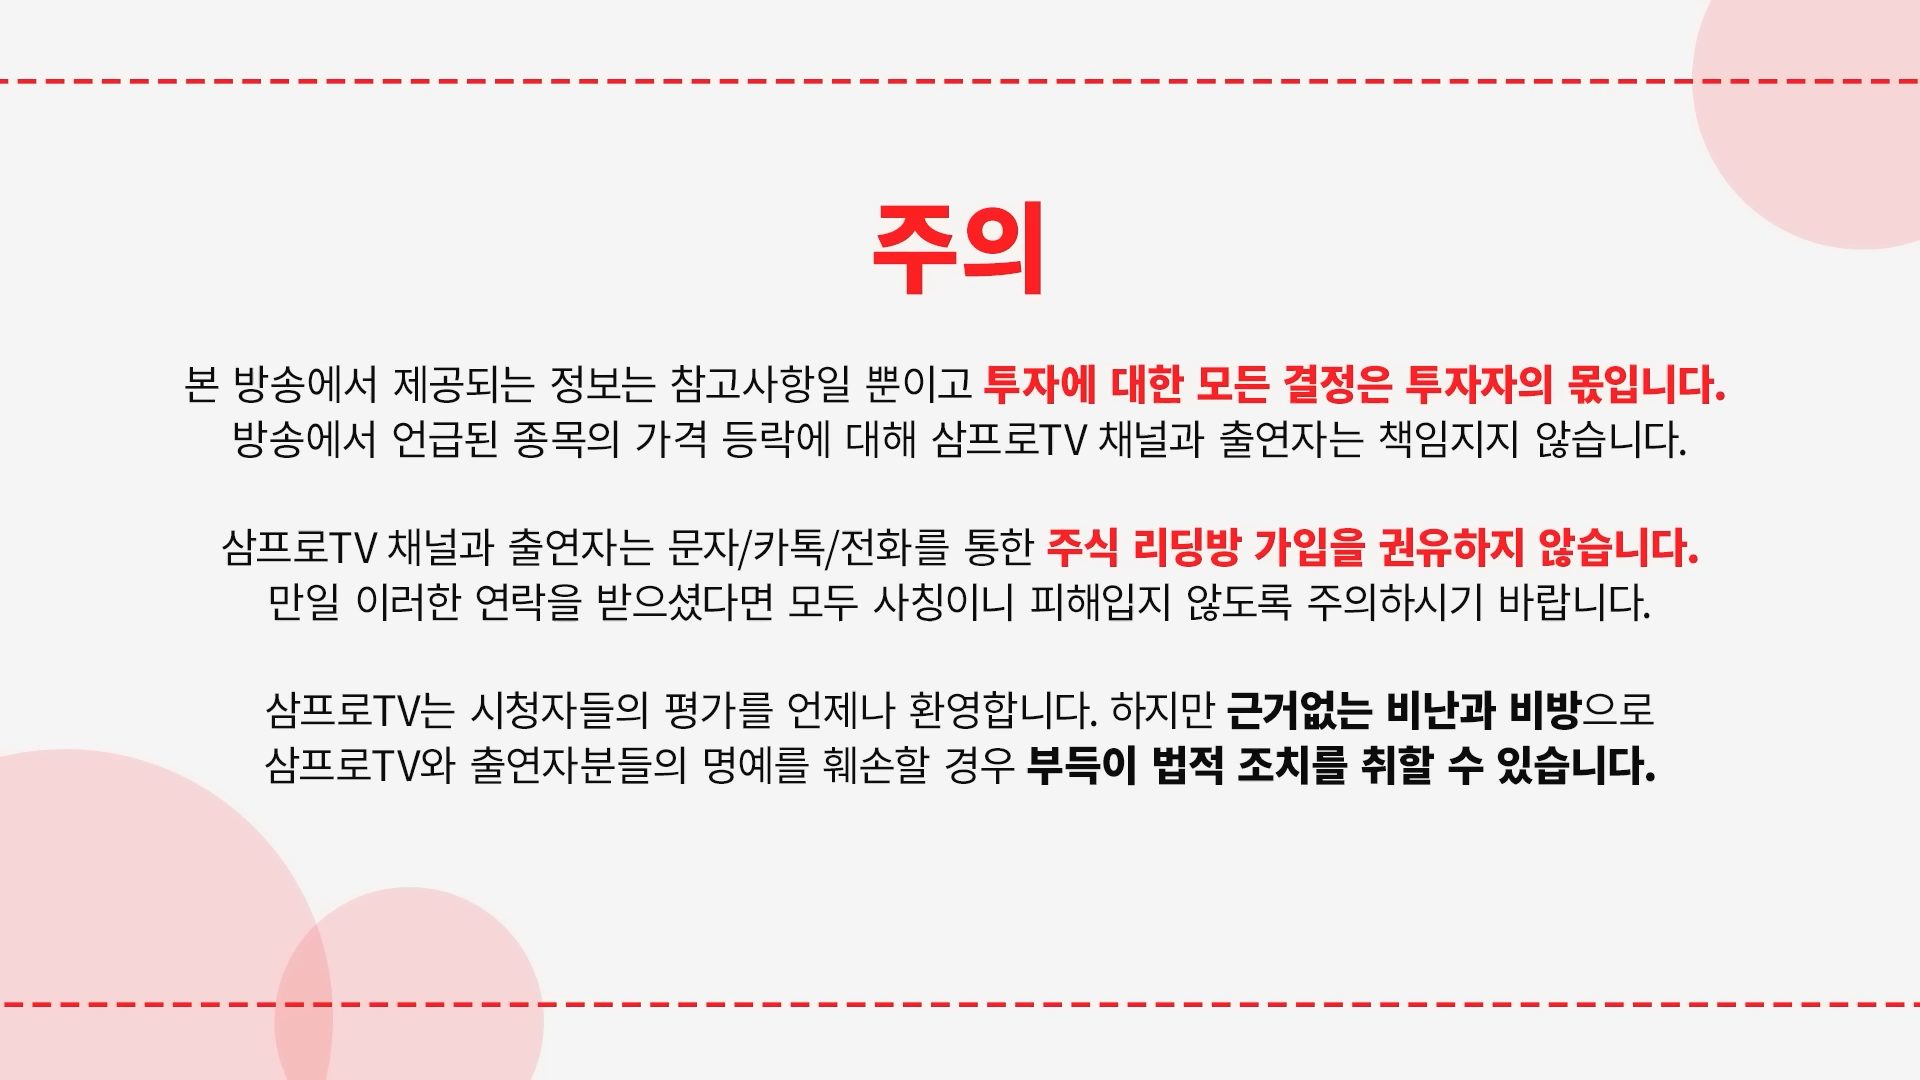 주의
본 방송에서 제공되는 정보는 참고사항일 뿐이고 투자에 대한 모든 결정은 투자자의 몫입니다.
방송에서 언급된 종목의 가격 등락에 대해 삼프로TV 채널과 출연자는 책임지지 않습니다.
삼프로TV 채널과 출연자는 문자/카톡/전화를 통한 주식 리딩방 가입을 권유하지 않습니다.
만일 이러한 연락을 받으셨다면 모두 사칭이니 피해입지 않도록 주의하시기 바랍니다.
삼프로TV는 시청자들의 평가를 언제나 환영합니다. 하지만 근거없는 비난과 비방으로
삼프로TV와 출연자분들의 명예를 훼손할 경우 부득이 법적 조치를 취할 수 있습니다.